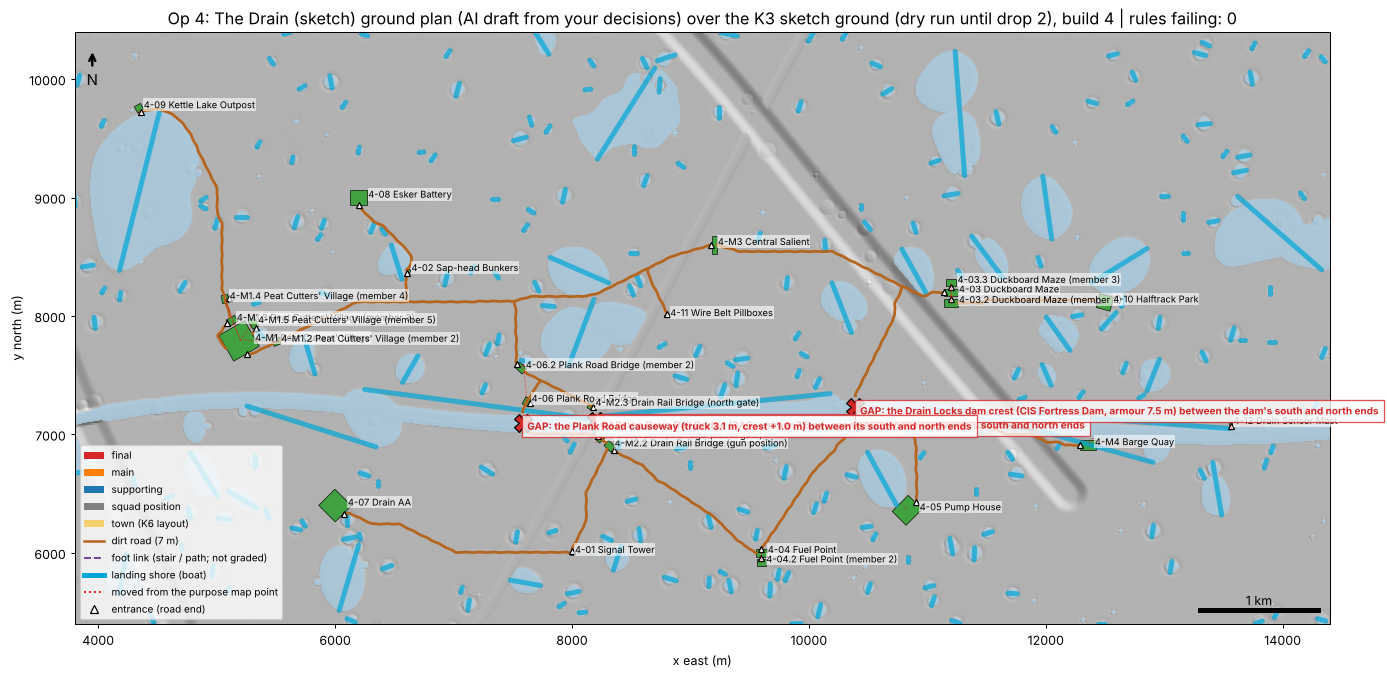 Op 4: The Drain (sketch) ground plan (AI draft from your decisions) over the K3 sketch ground (dry run until drop 2), build 4 | rules failing: 0
N
10000
9000
8000
7000
6000
y north (m)
4-09 Kettle Lake Outpost
4-08 Esker Battery
4-02 Sap-head Bunkers
4-M3 Central Salient
4-03.3 Duckboard Maze (member 3)
4-03 Duckboard Maze
4-03.2 Duckboard Maze (member
4-10 Halftrack Park
4-M1.4 Peat Cutters' Village (member 4)
4-M1.5 Peat Cutters' Village (member 5)
4-M1.2 Peat Cutters' Village (member 2)
4-11 Wire Belt Pillboxes
4-06.2 Plank Road Bridge (member 2)
4-06 Plank Road
4-M2.3 Drain Rail Bridge (north gate)
GAP: the Drain Locks dam crest (CIS Fortress Dam, armour 7.5 m) between the dam's south and north ends
GAP: the Plank Road causeway (truck 3.1 m, crest +1.0 m) between its south and north ends
south and north ends
4-M2.2 Drain Rail Bridge (gun position)
4-M4 Barge Quay
4-07 Drain AA
4-05 Pump House
4-01 Signal Tower
4-04 Fuel Point
4-04.2 Fuel Point (member 2)
final
main
supporting
squad position
town (K6 layout)
dirt road (7 m)
foot link (stair / path; not graded)
landing shore (boat)
moved from the purpose map point
entrance (road end)
1 km
4000
6000
8000
10000
12000
14000
x east (m)